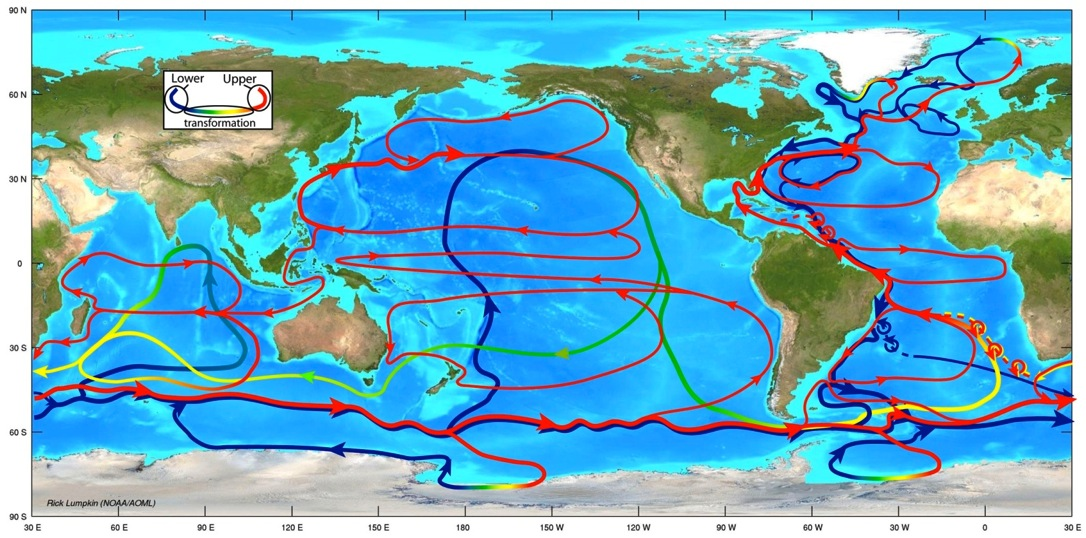 90 N
60 N
30 N
0
30 S
60 S
90 S
Lower Upper
transformation
Rick Lumpkin (NOAA/AOML)
30 E 60 E 90 E 120 E 150 E 180 150 W 120 W 90 W 60 W 30 W 0 30 E